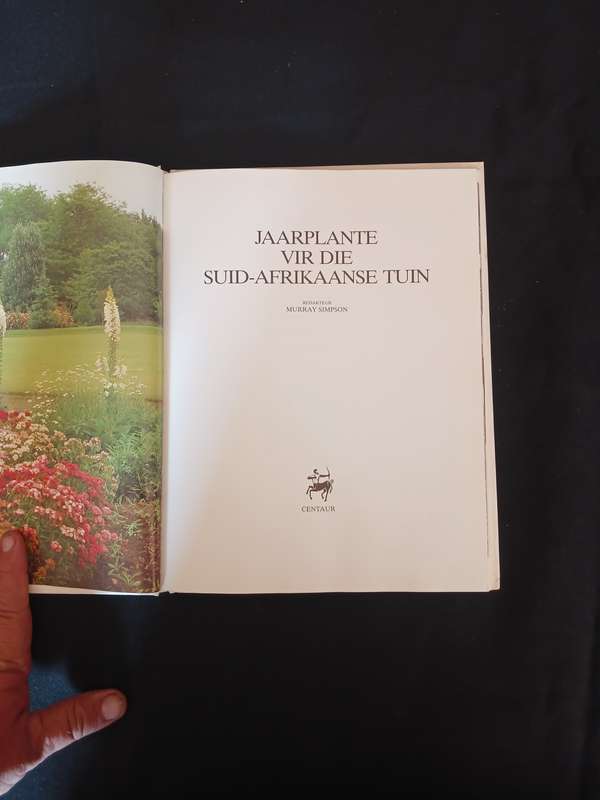 JAARPLANTE
VIR DIE
SUID-AFRIKAANSE TUIN
REDAKTEUR
MURRAY SIMPSON
CENTAUR